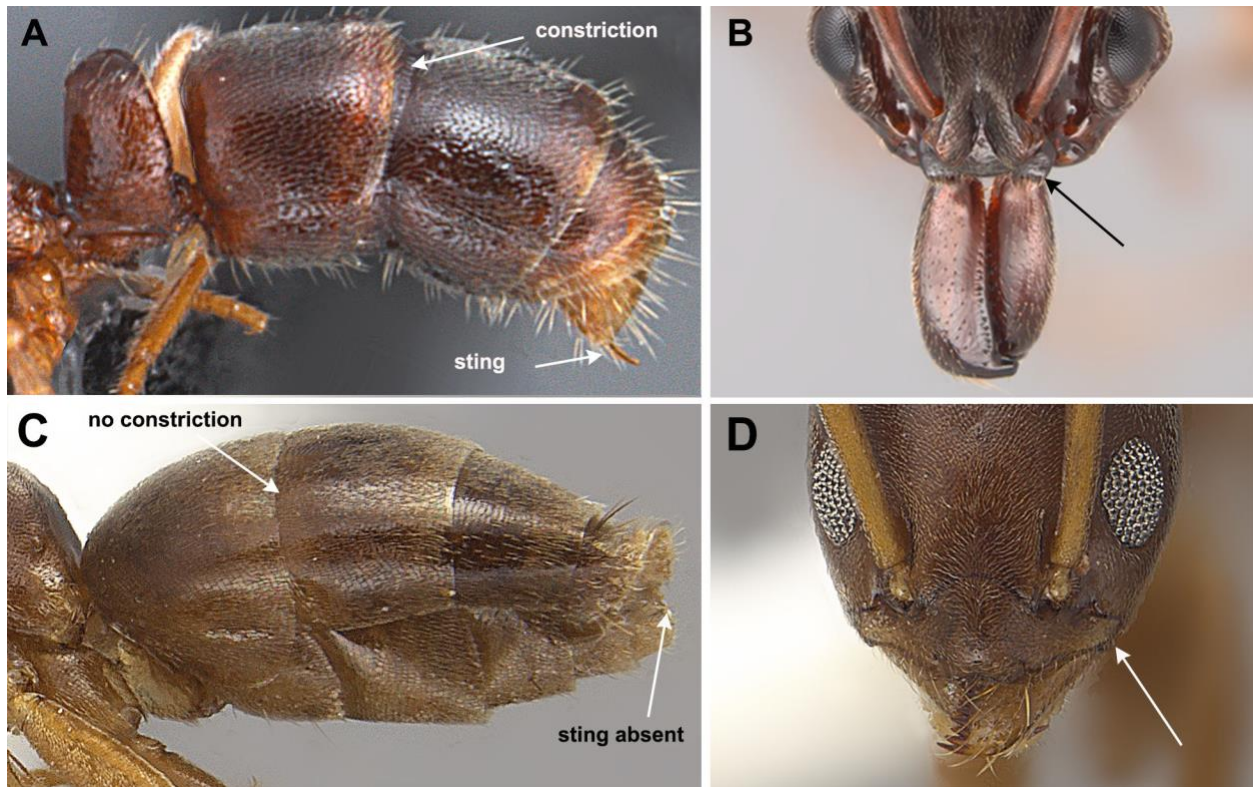 A
constriction
sting
B
C
no constriction
sting absent
D